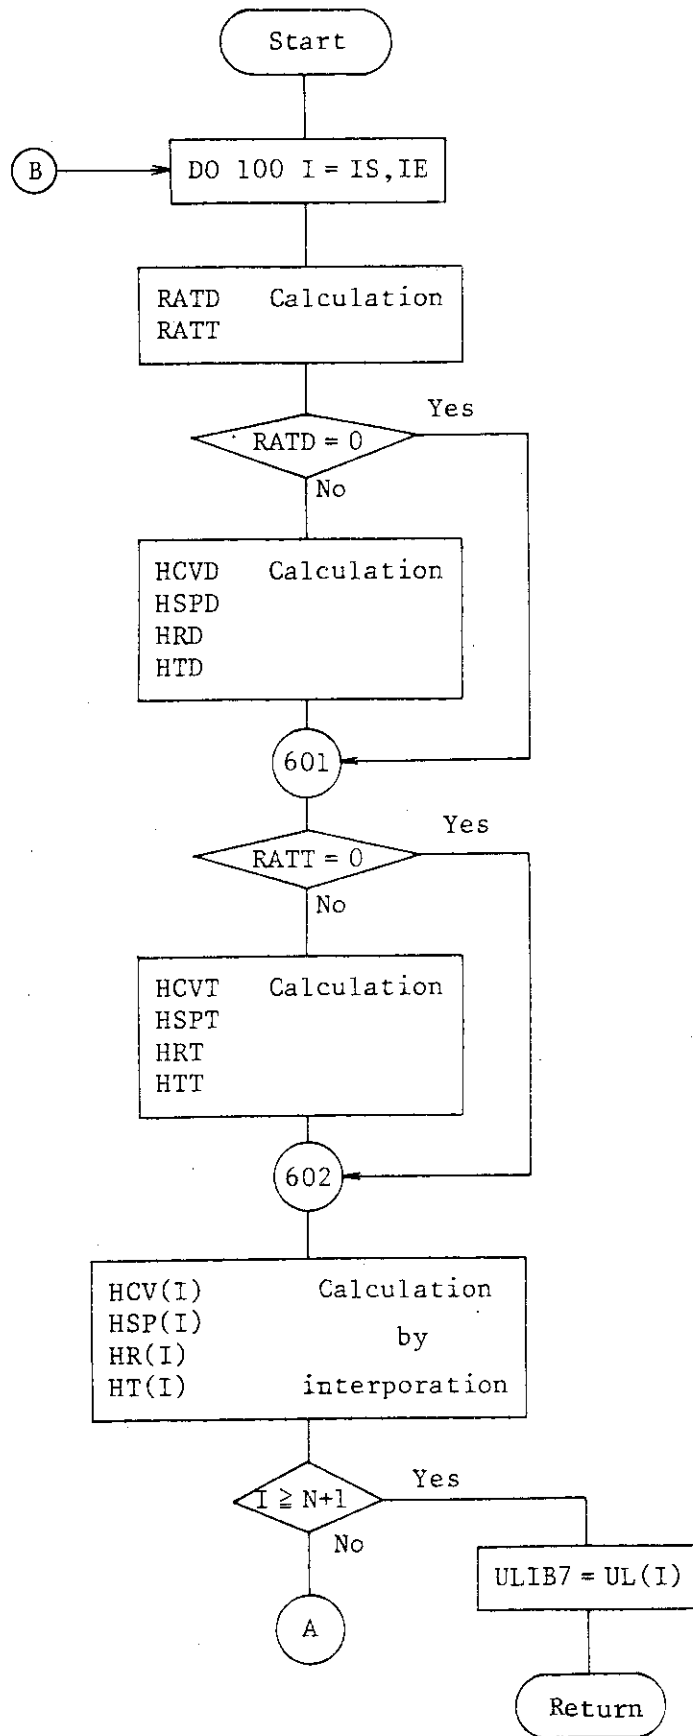 Start
B
DO 100 I = IS,IE
RATD Calculation
RATT
Yes
RATD = 0
No
HCVD Calculation
HSPD
HRD
HTD
601
Yes
RATT = 0
No
HCVT Calculation
HSPT
HRT
HTT
602
HCV(I) Calculation
HSP(I)
by
HR(I)
HT(I) interporation
Yes
I ≧ N+1
No
ULIB7 = UL(I)
A
Return